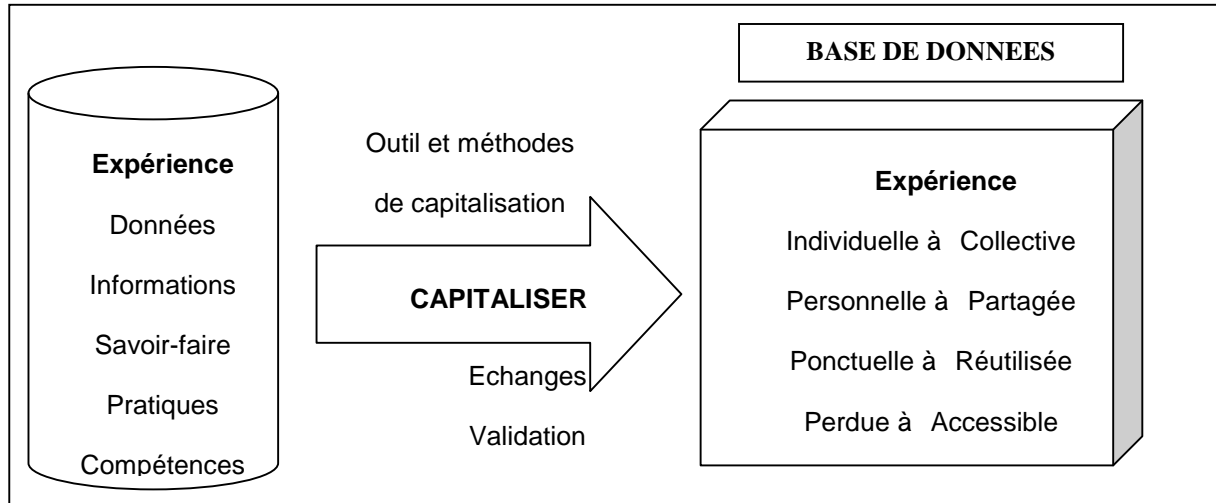 Expérience
Données
Informations
Savoir-faire
Pratiques
Compétences
Outil et méthodes
de capitalisation
CAPITALISER
Echanges
Validation
BASE DE DONNEES
Expérience
Individuelle à Collective
Personnelle à Partagée
Ponctuelle à Réutilisée
Perdue à Accessible